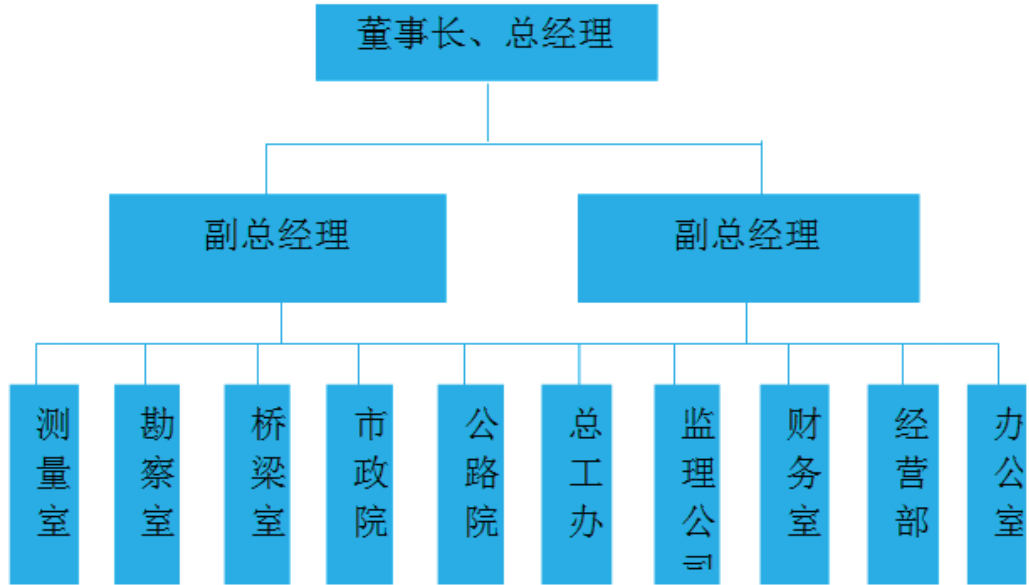 董事长、总经理
副总经理
副总经理
测量室
勘察室
桥梁室
市政院
公路院
总工办
监理公司
财务室
经营部
办公室